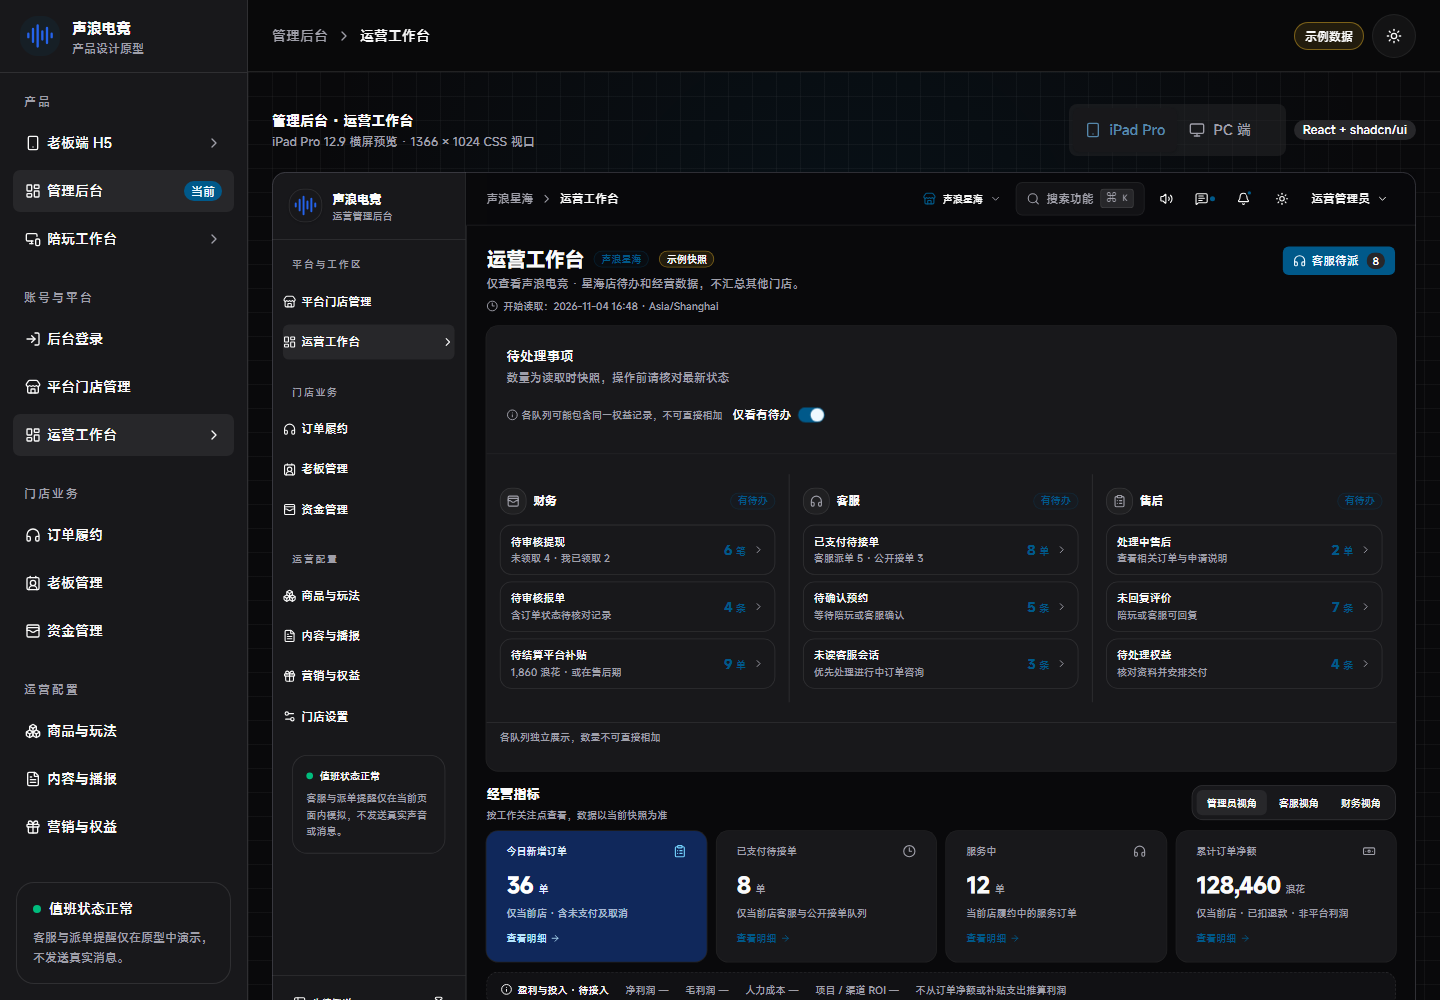 声浪电竞
产品设计原型
产品
老板端 H5
管理后台
当前
陪玩工作台
账号与平台
后台登录
平台门店管理
运营工作台
门店业务
订单履约
老板管理
资金管理
运营配置
商品与玩法
内容与播报
营销与权益
值班状态正常
客服与派单提醒仅在原型中演示，
不发送真实消息。
管理后台
运营工作台
示例数据
管理后台 · 运营工作台
iPad Pro 12.9 横屏预览 · 1366 × 1024 CSS 视口
iPad Pro
PC 端
React + shadcn/ui
声浪电竞
运营管理后台
平台与工作区
平台门店管理
运营工作台
门店业务
订单履约
老板管理
资金管理
运营配置
商品与玩法
内容与播报
营销与权益
门店设置
值班状态正常
客服与派单提醒仅在当前页
面内模拟，不发送真实声音
或消息。
声浪星海
运营工作台
声浪星海
搜索功能
⌘ K
运营管理员
运营工作台
声浪星海
示例快照
仅查看声浪电竞 · 星海店待办和经营数据，不汇总其他门店。
开始读取：2026-11-04 16:48 · Asia/Shanghai
客服待派 8
待处理事项
数量为读取时快照，操作前请核对最新状态
各队列可能包含同一权益记录，不可直接相加
仅看有待办
财务
有待办
待审核提现
未领取 4 · 我已领取 2
6 笔
待审核报单
含订单状态待核对记录
4 条
待结算平台补贴
1,860 浪花 · 或在售后期
9 单
客服
有待办
已支付待接单
客服派单 5 · 公开接单 3
8 单
待确认预约
等待陪玩或客服确认
5 条
未读客服会话
优先处理进行中订单咨询
3 条
售后
有待办
处理中售后
查看相关订单与申请说明
2 单
未回复评价
陪玩或客服可回复
7 条
待处理权益
核对资料并安排交付
4 条
各队列独立展示，数量不可直接相加
经营指标
按工作关注点查看，数据以当前快照为准
管理员视角
客服视角
财务视角
今日新增订单
36 单
仅当前店 · 含未支付及取消
查看明细 →
已支付待接单
8 单
仅当前店客服与公开接单队列
查看明细 →
服务中
12 单
当前店履约中的服务订单
查看明细 →
累计订单净额
128,460 浪花
仅当前店 · 已扣退款 · 非平台利润
查看明细 →
盈利与投入 · 待接入
净利润 —
毛利润 —
人力成本 —
项目 / 渠道 ROI —
不从订单净额或补贴支出推算利润